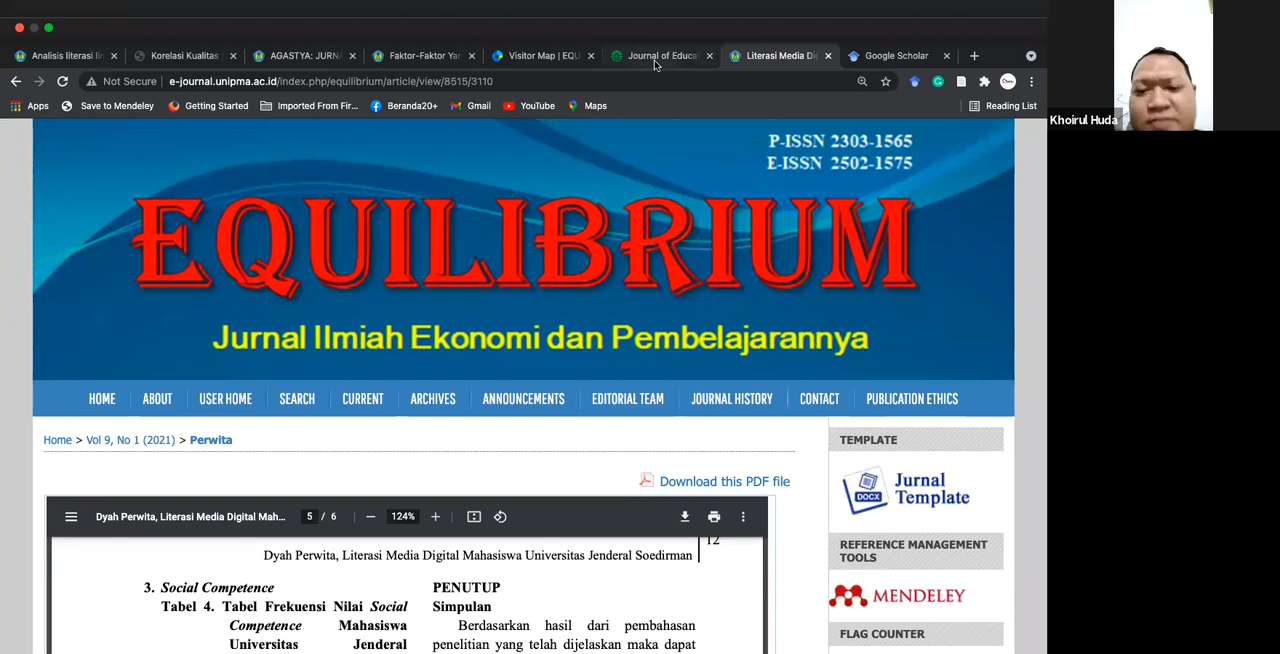 Analisis literasi
Korelasi Kualitas
AGASTYA: JURN
Faktor-Faktor Yan
Visitor Map | EQU
Journal of Educa
Literasi Media Di
Google Scholar
Not Secure e-journal.unipma.ac.id/index.php/equilibrium/article/view/8515/3110
Apps Save to Mendeley Getting Started Imported From Fir... Beranda20+ Gmail YouTube Maps Reading List
Khoirul Huda
P-ISSN 2303-1565
E-ISSN 2502-1575
EQUILIBRIUM
Jurnal Ilmiah Ekonomi dan Pembelajarannya
HOME ABOUT USER HOME SEARCH CURRENT ARCHIVES ANNOUNCEMENTS EDITORIAL TEAM JOURNAL HISTORY CONTACT PUBLICATION ETHICS
Home > Vol 9, No 1 (2021) > Perwita
Download this PDF file
Dyah Perwita, Literasi Media Digital Mah... 5 / 6 124%
12
Dyah Perwita, Literasi Media Digital Mahasiswa Universitas Jenderal Soedirman
3. Social Competence
Tabel 4. Tabel Frekuensi Nilai Social
Competence Mahasiswa
Universitas Jenderal
PENUTUP
Simpulan
Berdasarkan hasil dari pembahasan
penelitian yang telah dijelaskan maka dapat
TEMPLATE
DOCX
Jurnal
Template
REFERENCE MANAGEMENT
TOOLS
MENDELEY
FLAG COUNTER